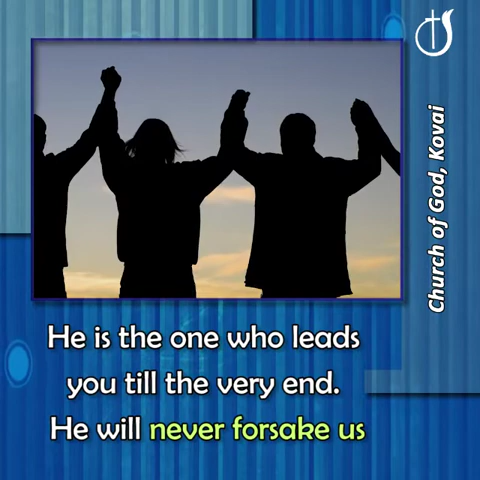 Church of God, Kovai
He is the one who leads
you till the very end.
He will never forsake us